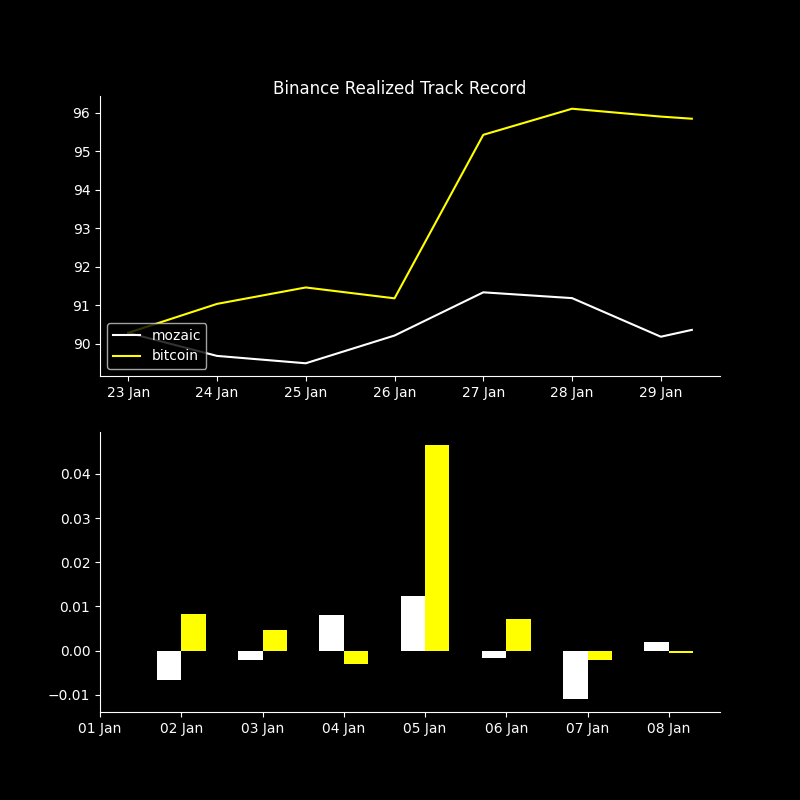 Binance Realized Track Record
96
95
94
93
92
91
90
mozaic
bitcoin
23 Jan 24 Jan 25 Jan 26 Jan 27 Jan 28 Jan 29 Jan
0.04
0.03
0.02
0.01
0.00
−0.01
01 Jan 02 Jan 03 Jan 04 Jan 05 Jan 06 Jan 07 Jan 08 Jan